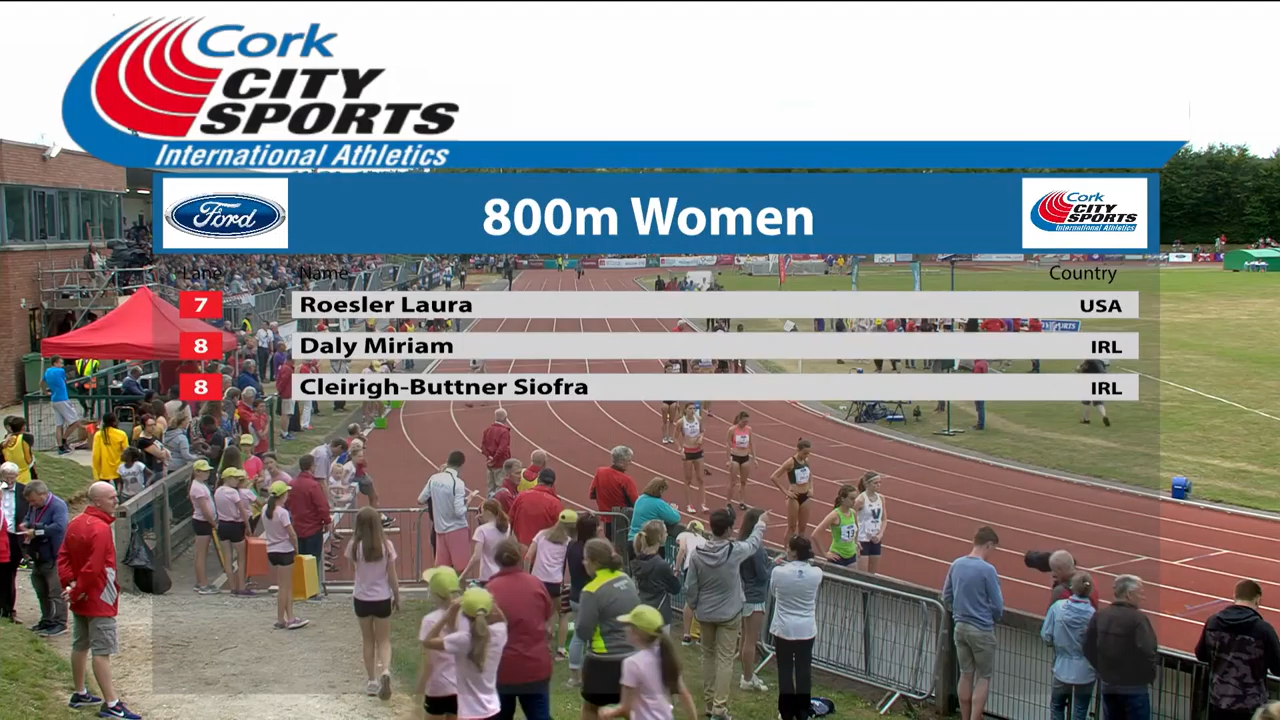 Cork
CITY
SPORTS
International Athletics
Ford
800m Women
Cork
CITY
SPORTS
International Athletics
Lane Name Country
7 Roesler Laura USA
8 Daly Miriam IRL
8 Cleirigh-Buttner Siofra IRL